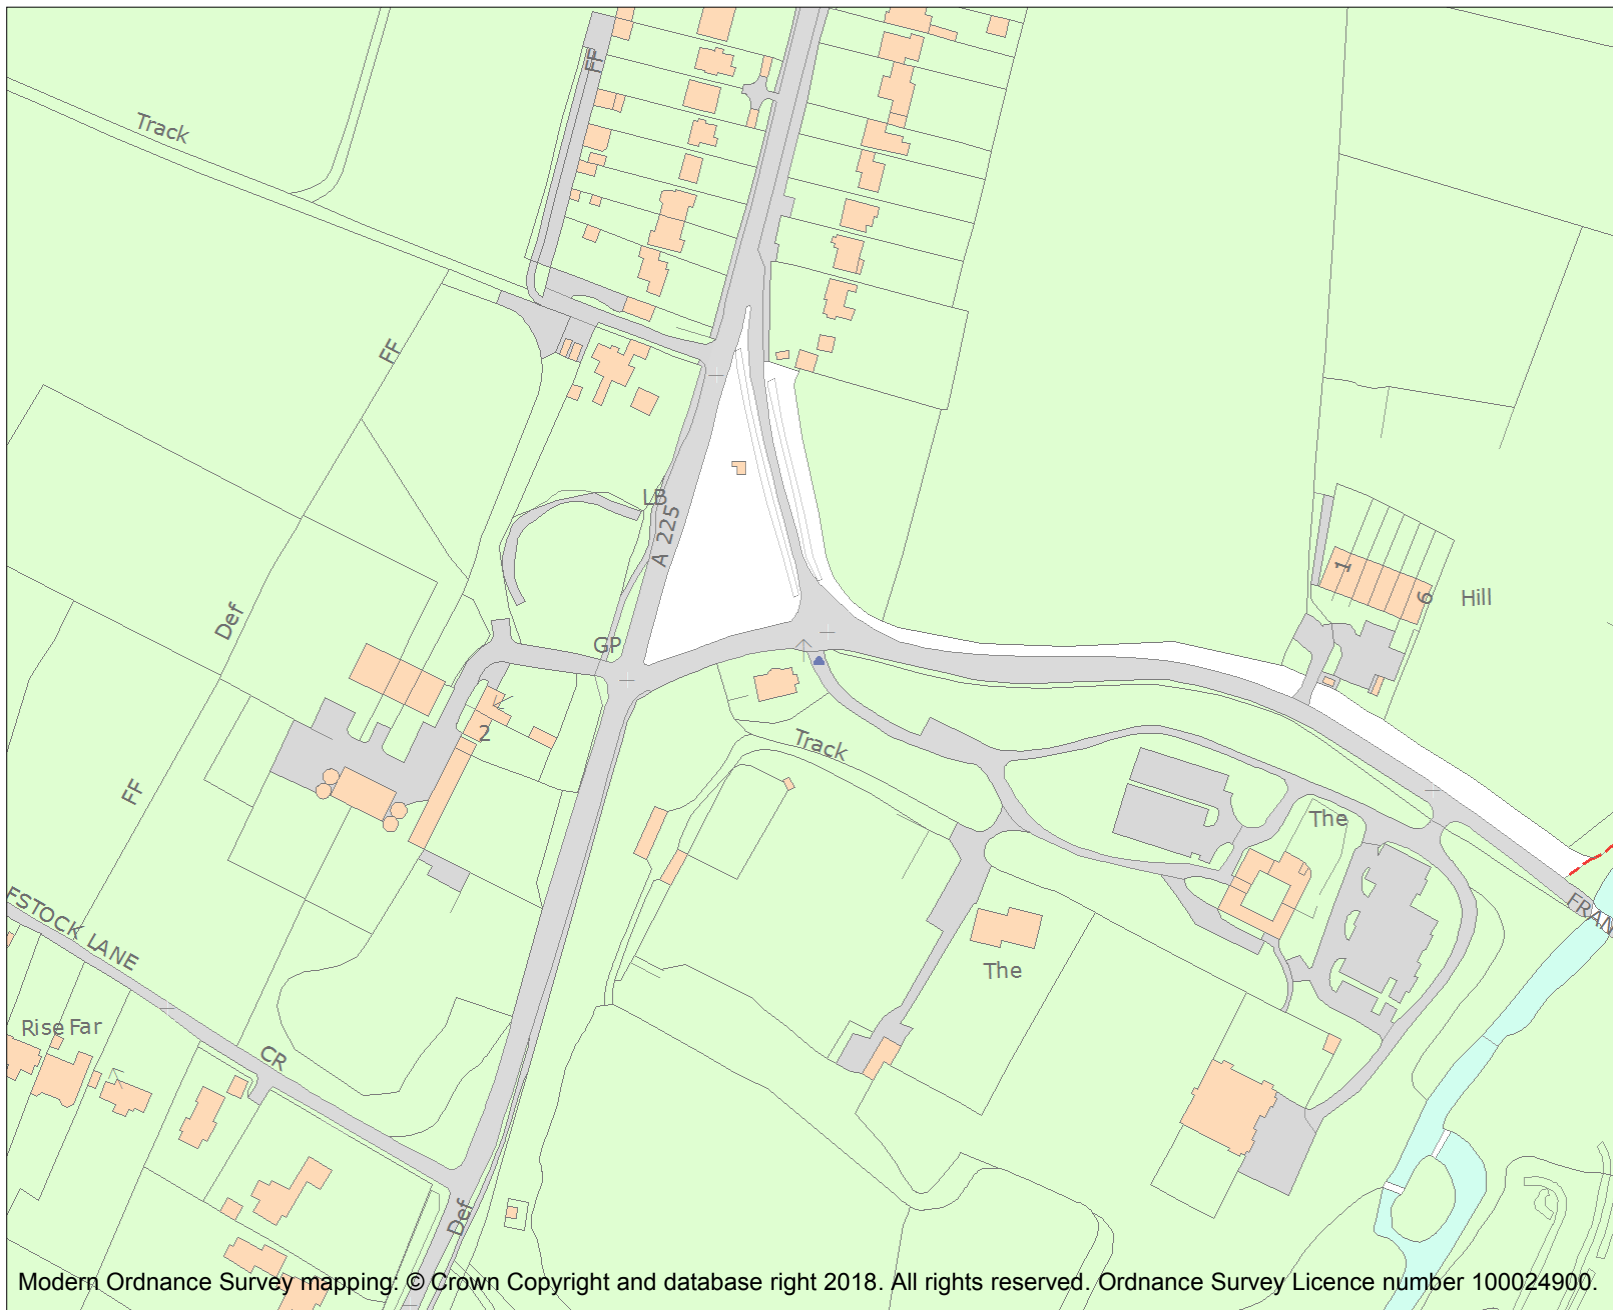 FP
Track
FF
LB
A 225
1
6
Hill
Def
GP
2
Track
FF
The
FSTOCK LANE
FRAN
The
Rise Far
CR
Def
Modern Ordnance Survey mapping: © Crown Copyright and database right 2018. All rights reserved. Ordnance Survey Licence number 100024900.